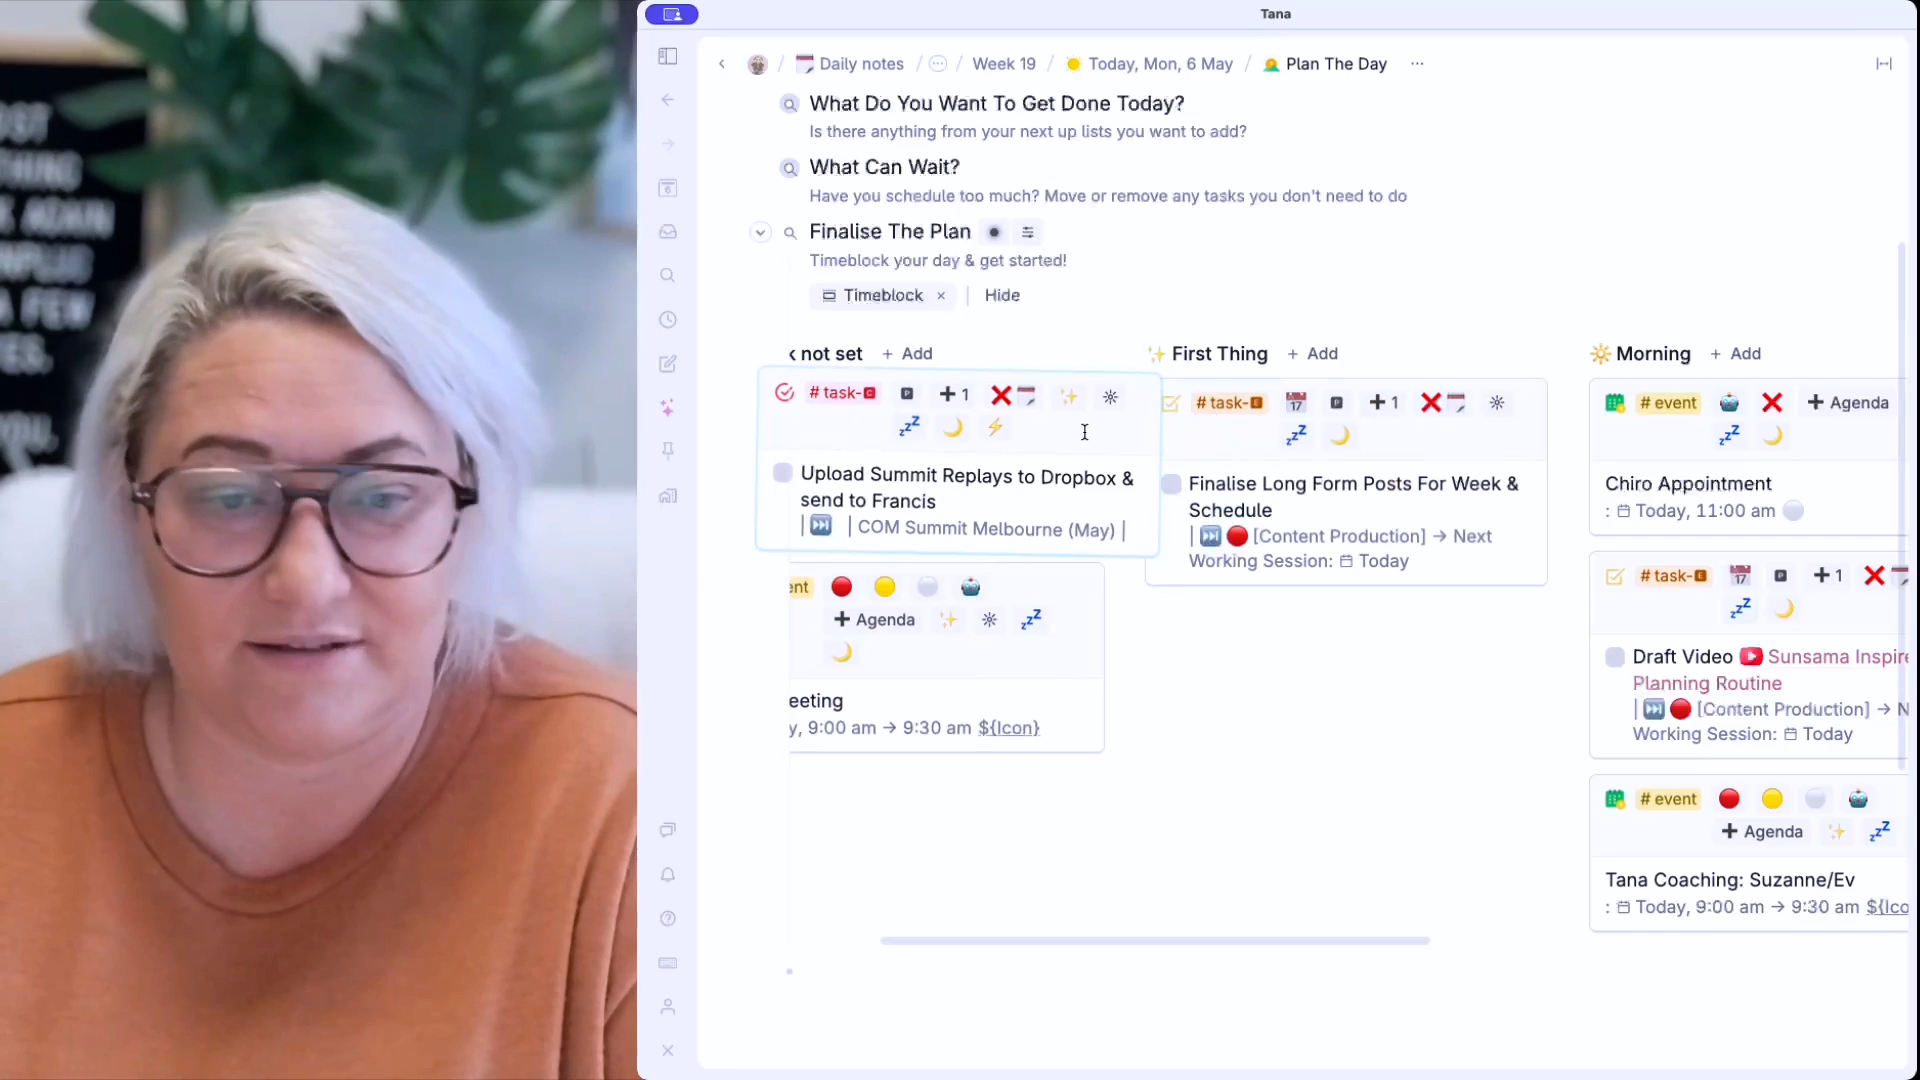 Tana
Daily notes / Week 19 / Today, Mon, 6 May / Plan The Day ...
What Do You Want To Get Done Today?
Is there anything from your next up lists you want to add?
What Can Wait?
Have you schedule too much? Move or remove any tasks you don't need to do
Finalise The Plan
Timeblock your day & get started!
Timeblock × | Hide
not set + Add
# task-C P +1
Upload Summit Replays to Dropbox &
send to Francis
| | COM Summit Melbourne (May) |
ent
+ Agenda
eeting
y, 9:00 am → 9:30 am ${Icon}
First Thing + Add
# task-E P +1
Finalise Long Form Posts For Week &
Schedule
| [Content Production] → Next
Working Session: Today
Morning + Add
# event + Agenda
Chiro Appointment
: Today, 11:00 am
# task-E P +1
Draft Video Sunsama Inspire
Planning Routine
| [Content Production] → N
Working Session: Today
# event
+ Agenda
Tana Coaching: Suzanne/Ev
: Today, 9:00 am → 9:30 am ${Ico
OST
THING
AGAIN
A FEW